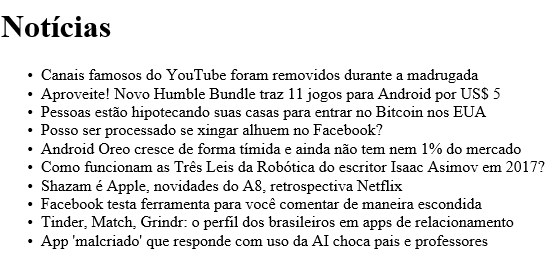 Notícias
• Canais famosos do YouTube foram removidos durante a madrugada
• Aproveite! Novo Humble Bundle traz 11 jogos para Android por US$ 5
• Pessoas estão hipotecando suas casas para entrar no Bitcoin nos EUA
• Posso ser processado se xingar alhuem no Facebook?
• Android Oreo cresce de forma tímida e ainda não tem nem 1% do mercado
• Como funcionam as Três Leis da Robótica do escritor Isaac Asimov em 2017?
• Shazam é Apple, novidades do A8, retrospectiva Netflix
• Facebook testa ferramenta para você comentar de maneira escondida
• Tinder, Match, Grindr: o perfil dos brasileiros em apps de relacionamento
• App 'malcriado' que responde com uso da AI choca pais e professores